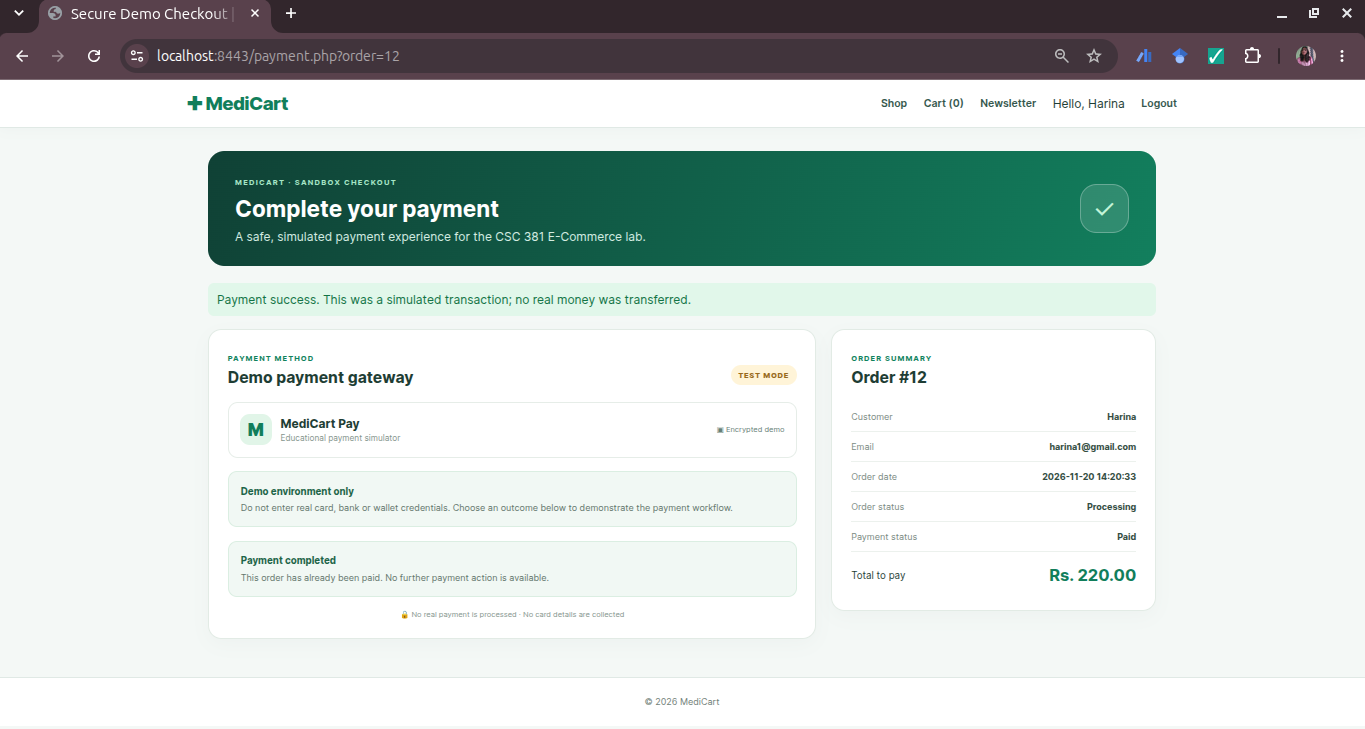 Secure Demo Checkout |
localhost:8443/payment.php?order=12
MediCart
Shop Cart (0) Newsletter Hello, Harina Logout
MEDICART · SANDBOX CHECKOUT
Complete your payment
A safe, simulated payment experience for the CSC 381 E-Commerce lab.
Payment success. This was a simulated transaction; no real money was transferred.
PAYMENT METHOD
Demo payment gateway
TEST MODE
M
MediCart Pay
Educational payment simulator
Encrypted demo
Demo environment only
Do not enter real card, bank or wallet credentials. Choose an outcome below to demonstrate the payment workflow.
Payment completed
This order has already been paid. No further payment action is available.
No real payment is processed · No card details are collected
ORDER SUMMARY
Order #12
Customer Harina
Email harina1@gmail.com
Order date 2026-11-20 14:20:33
Order status Processing
Payment status Paid
Total to pay Rs. 220.00
© 2026 MediCart